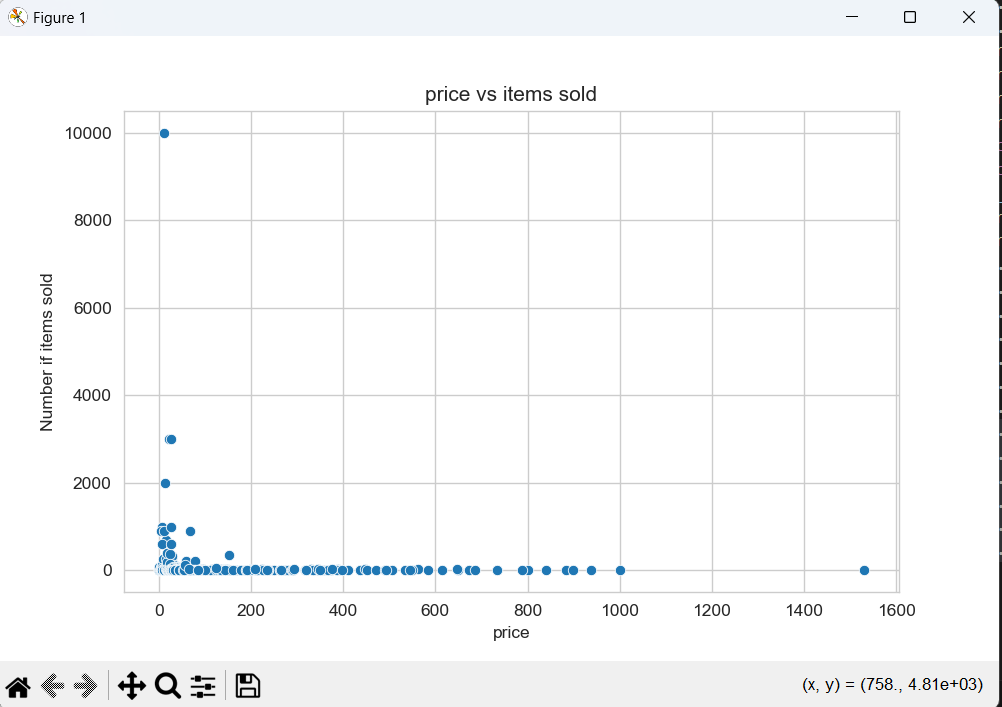 Figure 1
price vs items sold
10000
8000
6000
4000
2000
0
Number if items sold
0 200 400 600 800 1000 1200 1400 1600
price
(x, y) = (758., 4.81e+03)